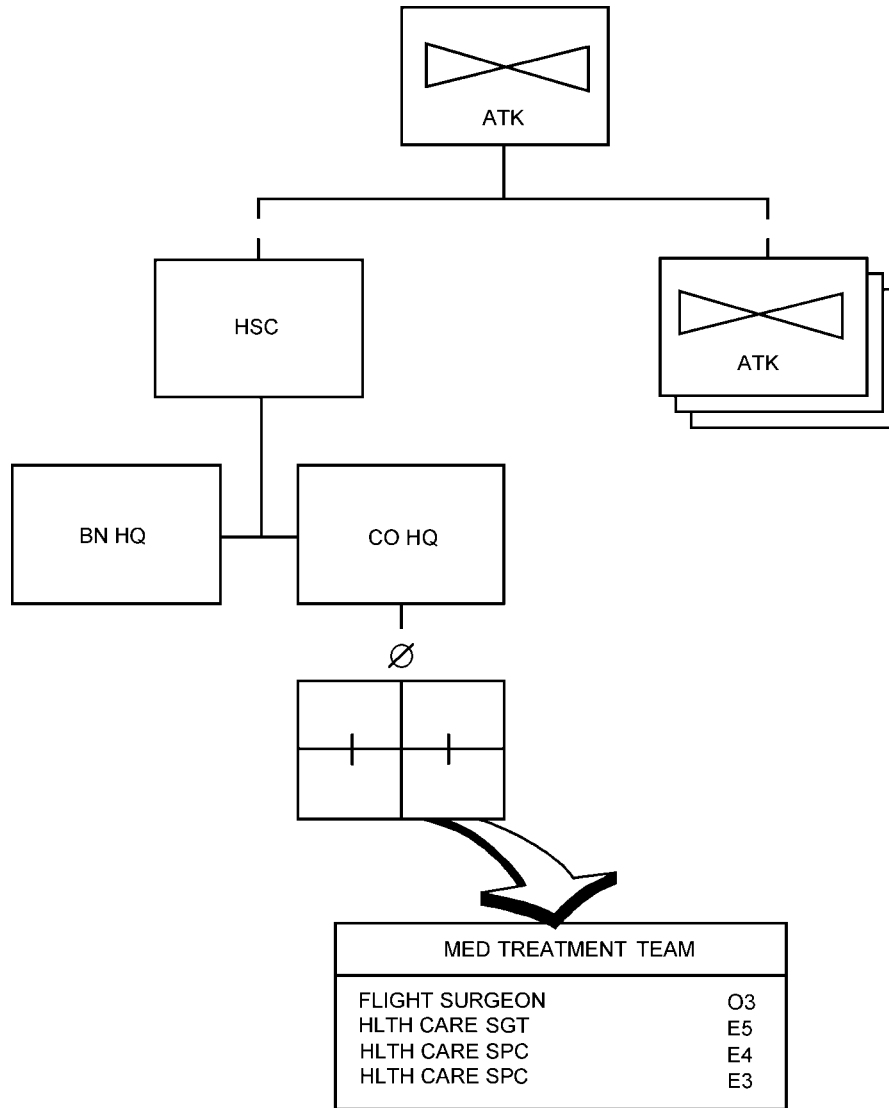 ATK
HSC
ATK
BN HQ
CO HQ
Ø
MED TREATMENT TEAM
FLIGHT SURGEON O3
HLTH CARE SGT E5
HLTH CARE SPC E4
HLTH CARE SPC E3